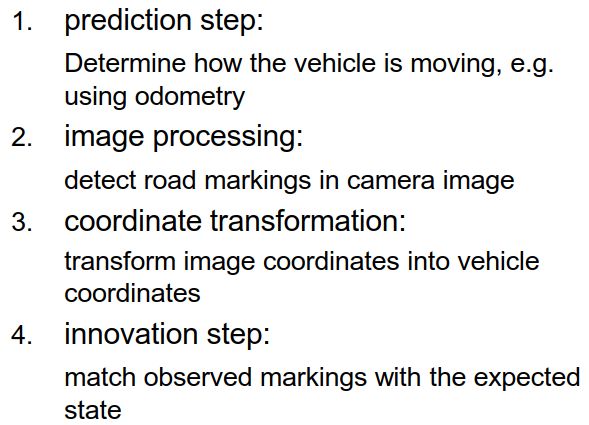 1. prediction step:
Determine how the vehicle is moving, e.g.
using odometry
2. image processing:
detect road markings in camera image
3. coordinate transformation:
transform image coordinates into vehicle
coordinates
4. innovation step:
match observed markings with the expected
state